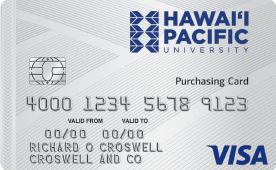 HAWAIʻI
PACIFIC
UNIVERSITY
Purchasing Card
4000 1234 5678 9123
VALID FROM VALID TO
00/00 00/00
RICHARD O CROSWELL
CROSWELL AND CO
VISA